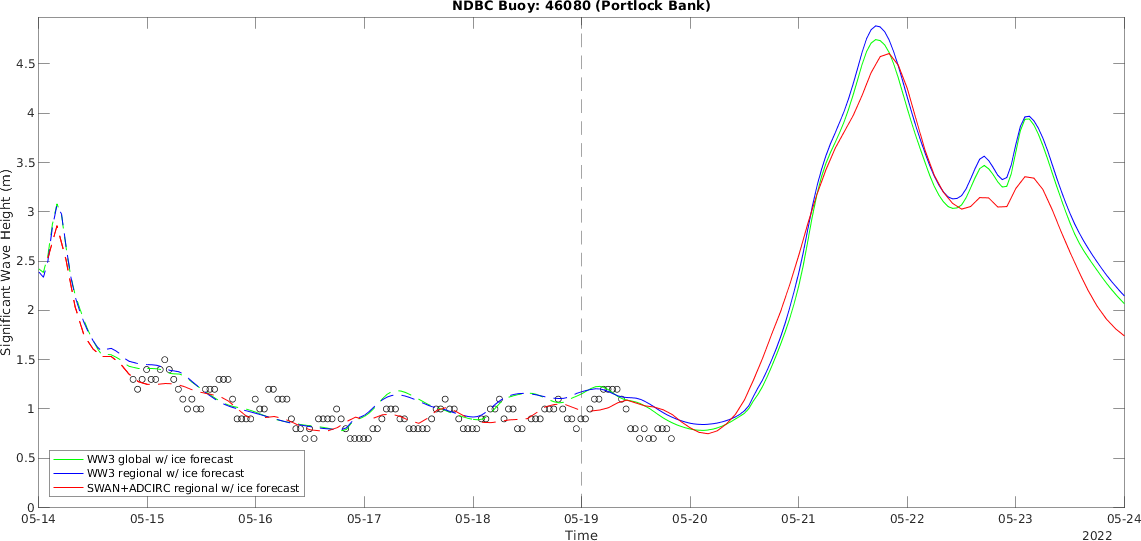 NDBC Buoy: 46080 (Portlock Bank)
Significant Wave Height (m)
4.5
4
3.5
3
2.5
2
1.5
1
0.5
0
WW3 global w/ ice forecast
WW3 regional w/ ice forecast
SWAN+ADCIRC regional w/ ice forecast
05-14 05-15 05-16 05-17 05-18 05-19 05-20 05-21 05-22 05-23 05-24
Time
2022